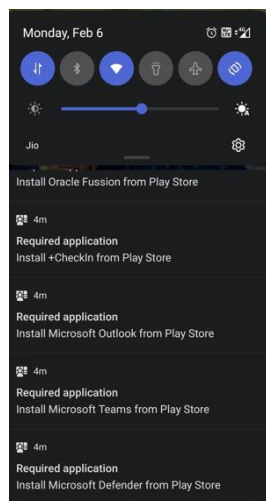 Monday, Feb 6
Jio
Install Oracle Fussion from Play Store
4m
Required application
Install +CheckIn from Play Store
4m
Required application
Install Microsoft Outlook from Play Store
4m
Required application
Install Microsoft Teams from Play Store
4m
Required application
Install Microsoft Defender from Play Store